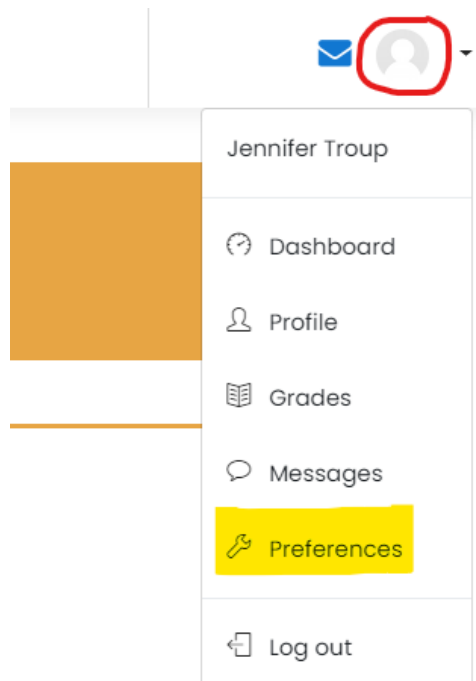 Jennifer Troup
Dashboard
Profile
Grades
Messages
Preferences
Log out